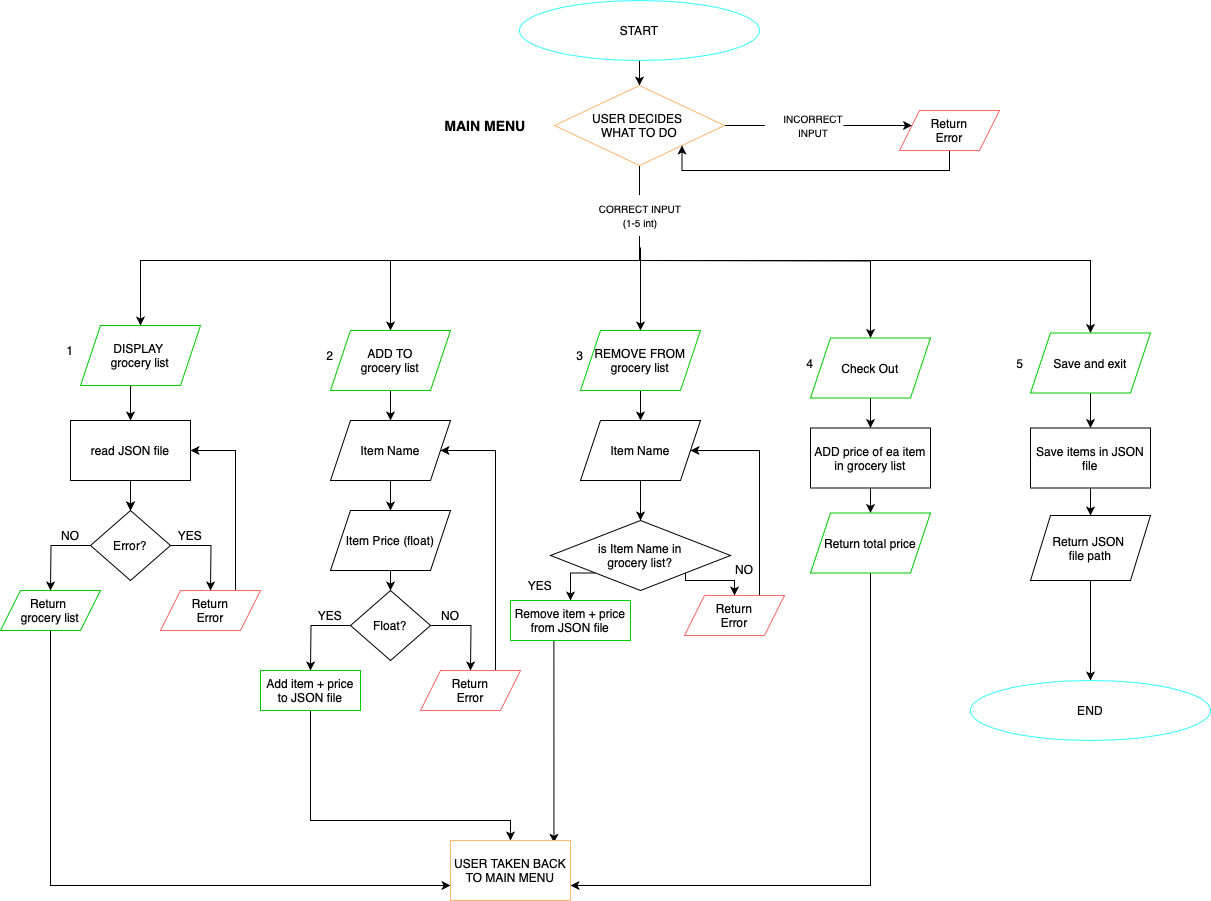 START
MAIN MENU
USER DECIDES
WHAT TO DO
INCORRECT
INPUT
Return
Error
CORRECT INPUT
(1-5 int)
1
DISPLAY
grocery list
2
ADD TO
grocery list
3
REMOVE FROM
grocery list
4
Check Out
5
Save and exit
read JSON file
Item Name
Item Name
ADD price of ea item
in grocery list
Save items in JSON
file
NO
Error?
YES
Item Price (float)
is Item Name in
grocery list?
Return total price
Return JSON
file path
Return
grocery list
Return
Error
YES
Float?
NO
YES
NO
Remove item + price
from JSON file
Return
Error
Add item + price
to JSON file
Return
Error
END
USER TAKEN BACK
TO MAIN MENU